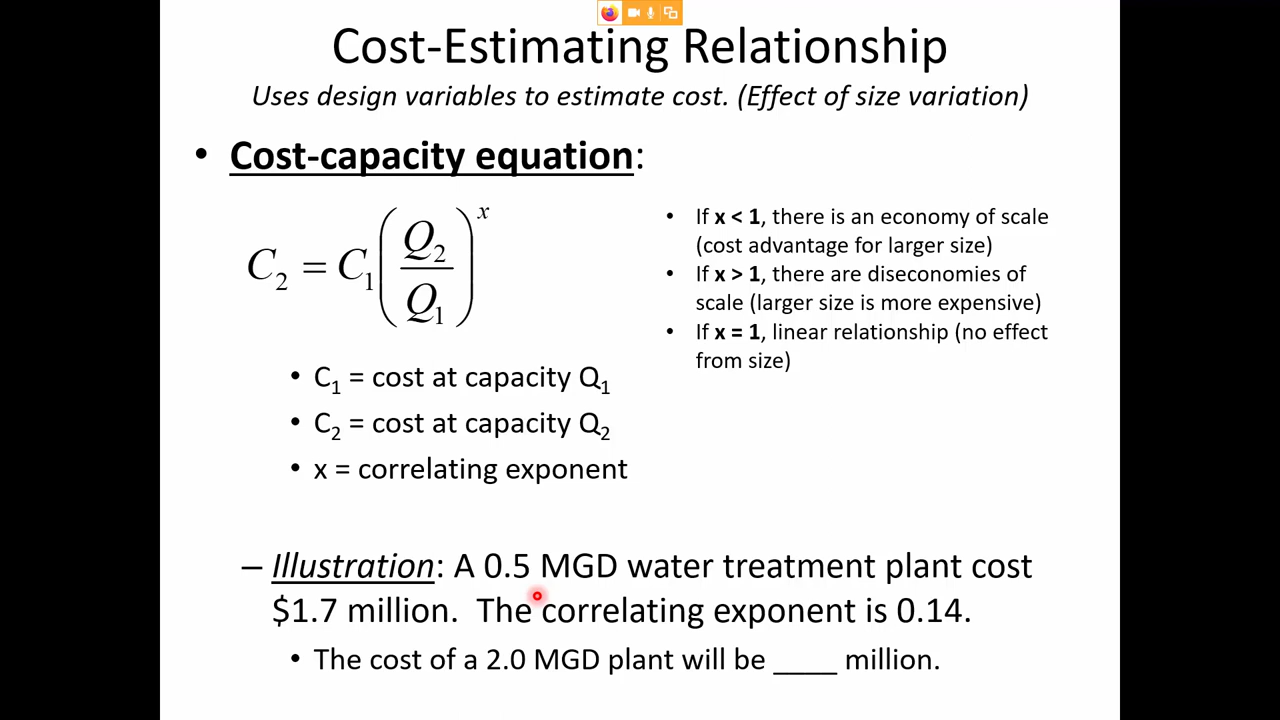 Cost-Estimating Relationship
Uses design variables to estimate cost. (Effect of size variation)
• Cost-capacity equation:
C₂ = C₁(Q₂/Q₁)ˣ
• C₁ = cost at capacity Q₁
• C₂ = cost at capacity Q₂
• x = correlating exponent
• If x < 1, there is an economy of scale
(cost advantage for larger size)
• If x > 1, there are diseconomies of
scale (larger size is more expensive)
• If x = 1, linear relationship (no effect
from size)
– Illustration: A 0.5 MGD water treatment plant cost
$1.7 million. The correlating exponent is 0.14.
• The cost of a 2.0 MGD plant will be ____ million.